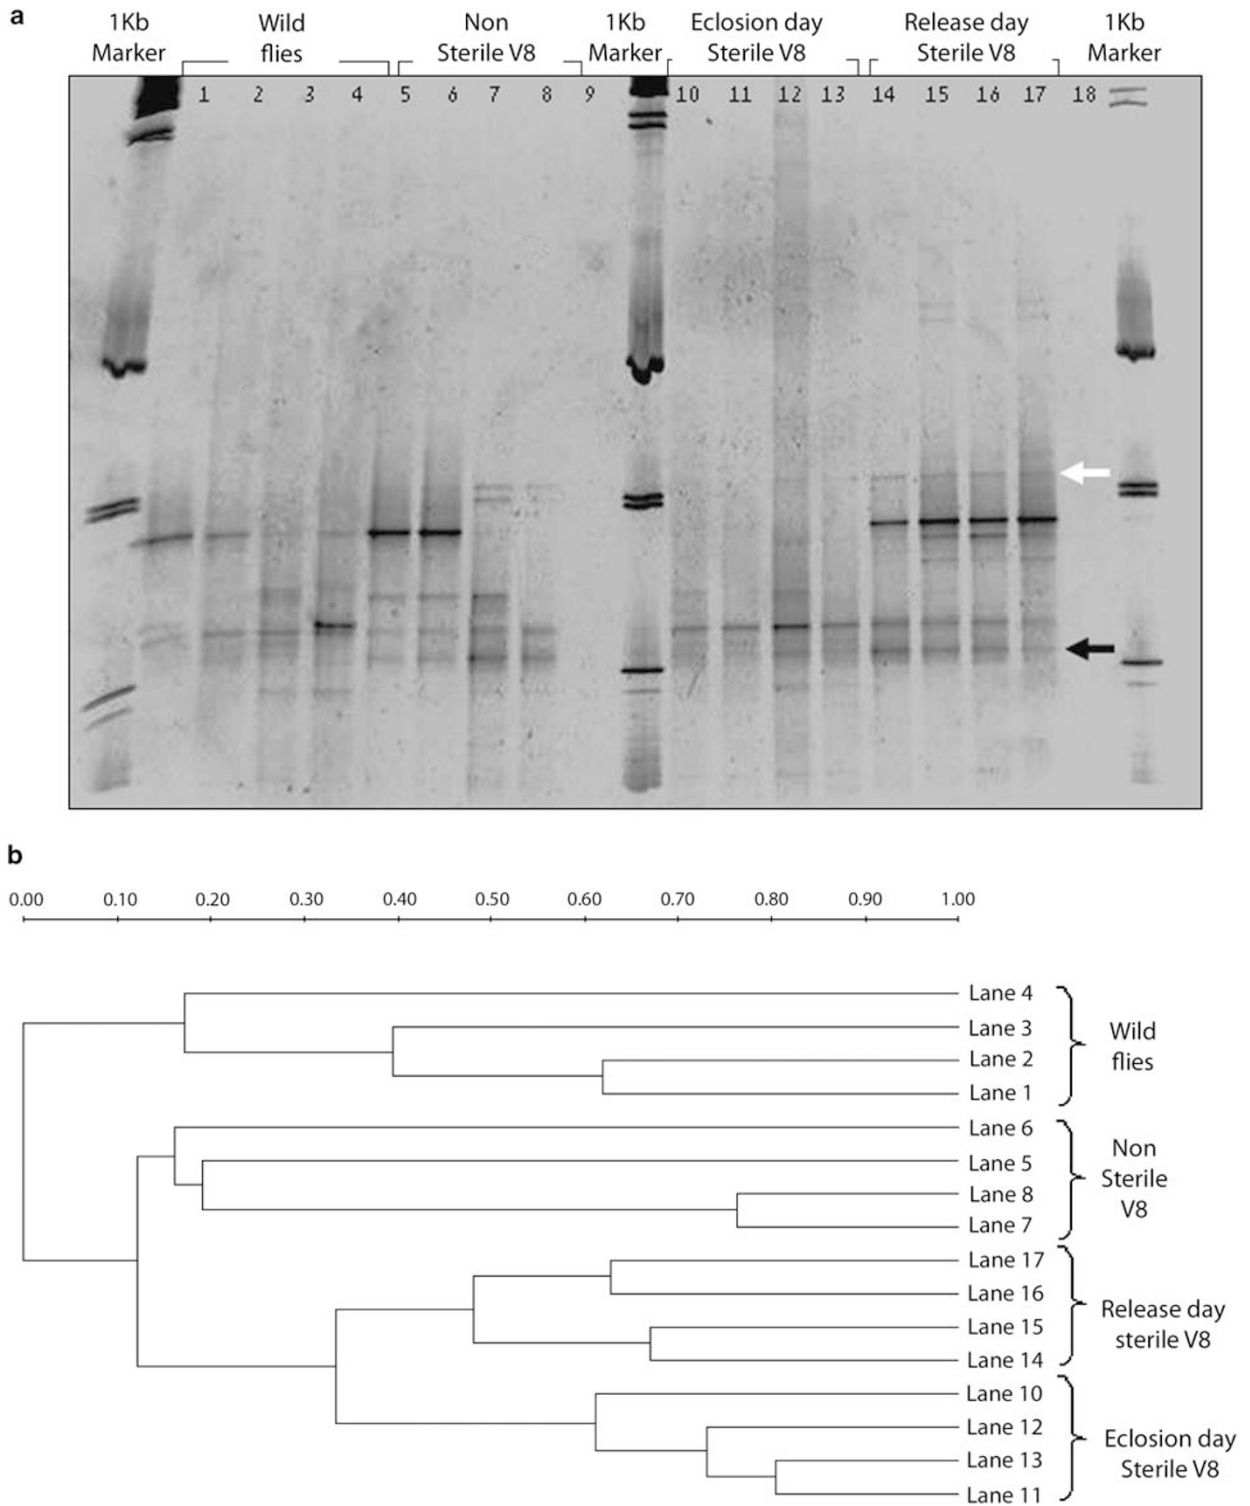 a
1Kb Marker
Wild flies
Non Sterile V8
1Kb Marker
Eclosion day Sterile V8
Release day Sterile V8
1Kb Marker
1 2 3 4 5 6 7 8 9 10 11 12 13 14 15 16 17 18
b
0.00 0.10 0.20 0.30 0.40 0.50 0.60 0.70 0.80 0.90 1.00
Lane 4
Lane 3
Lane 2
Lane 1
Wild
flies
Lane 6
Lane 5
Lane 8
Lane 7
Non
Sterile
V8
Lane 17
Lane 16
Lane 15
Lane 14
Release day
sterile V8
Lane 10
Lane 12
Lane 13
Lane 11
Eclosion day
Sterile V8